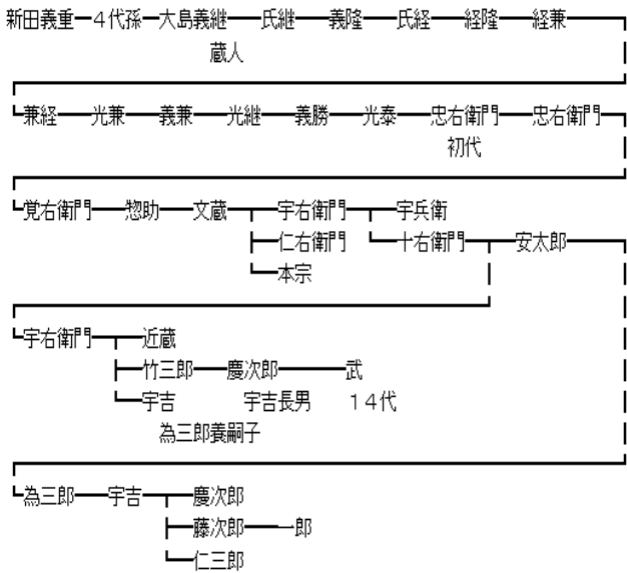 新田義重 4代孫 大島義継 氏継 義隆 氏経 経隆 経兼
蔵人
兼経 光兼 義兼 光継 義勝 光泰 忠右衛門 忠右衛門
初代
覚右衛門 惣助 文蔵 宇右衛門 宇兵衛
仁右衛門 十右衛門 安太郎
本宗
宇右衛門 近蔵
竹三郎 慶次郎 武
宇吉 宇吉長男 14代
為三郎養嗣子
為三郎 宇吉 慶次郎
藤次郎 一郎
仁三郎